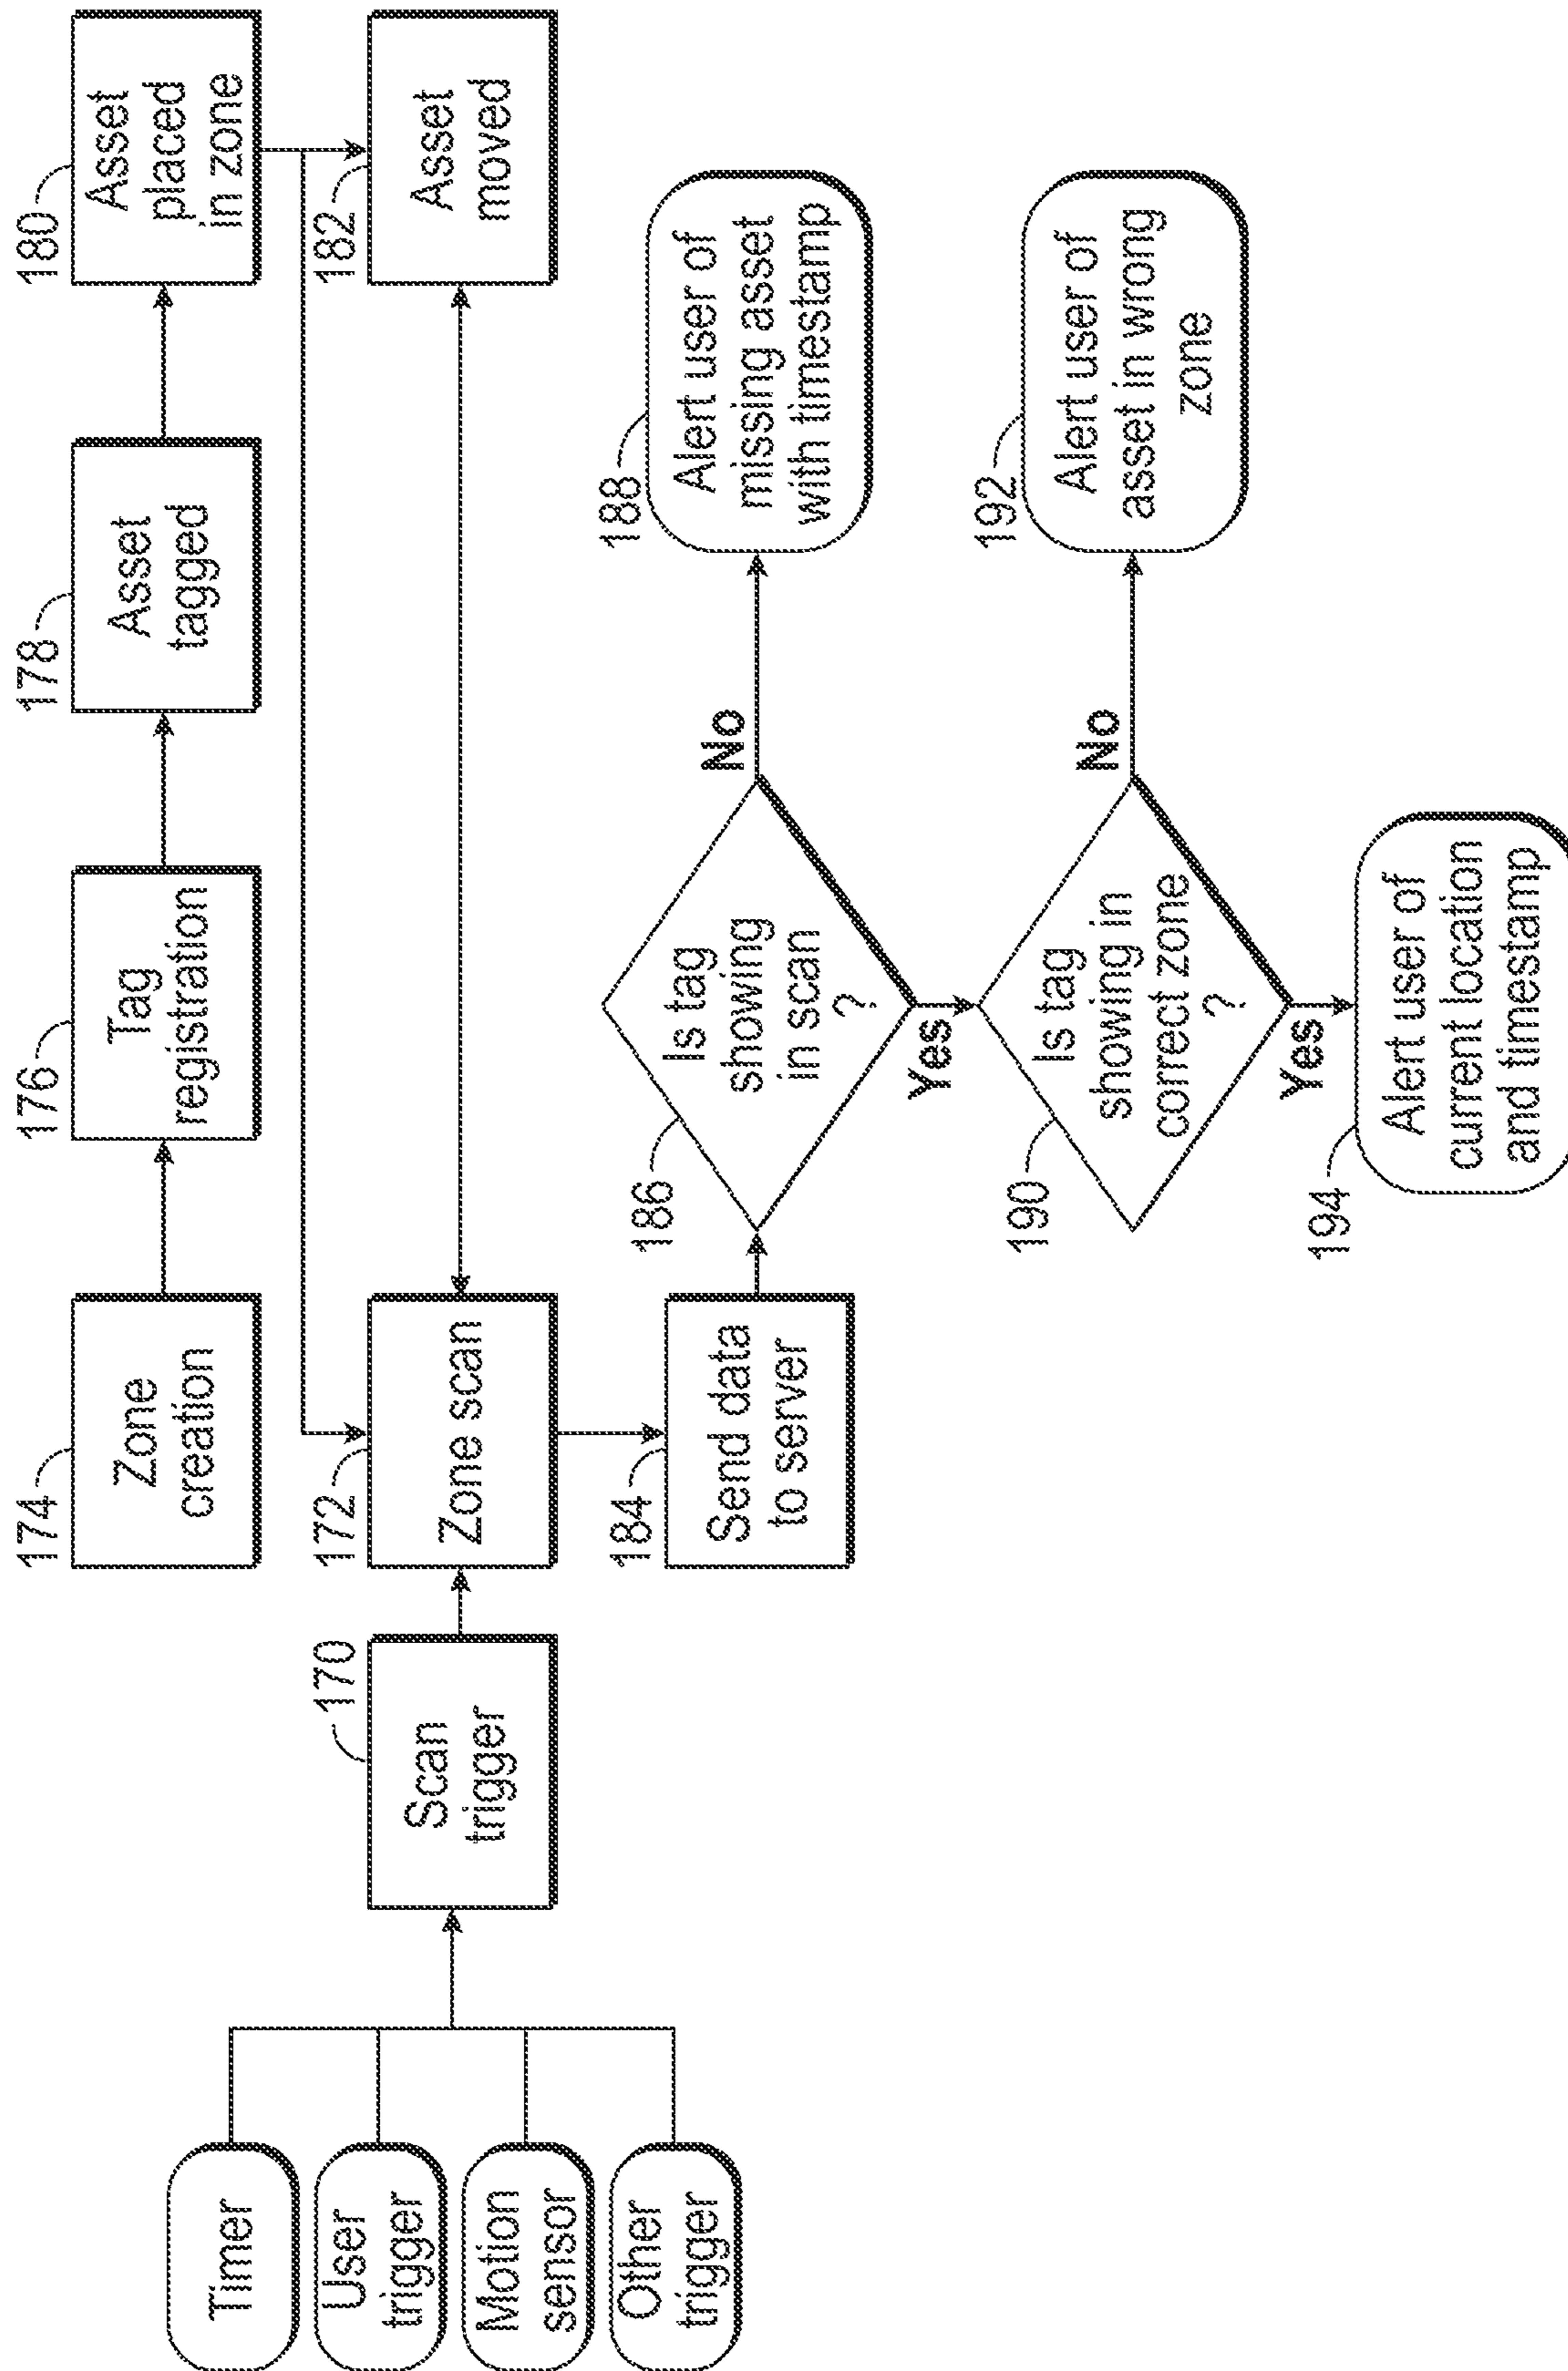 Timer
User
trigger
Motion
sensor
Other
trigger
170
Scan
trigger
174
Zone
creation
176
Tag
registration
178
Asset
tagged
180
Asset
placed
in zone
172
Zone scan
182
Asset
moved
184
Send data
to server
186
Is tag
showing
in scan
?
No
188
Alert user of
missing asset
with timestamp
Yes
190
Is tag
showing in
correct zone
?
No
192
Alert user of
asset in wrong
zone
Yes
194
Alert user of
current location
and timestamp